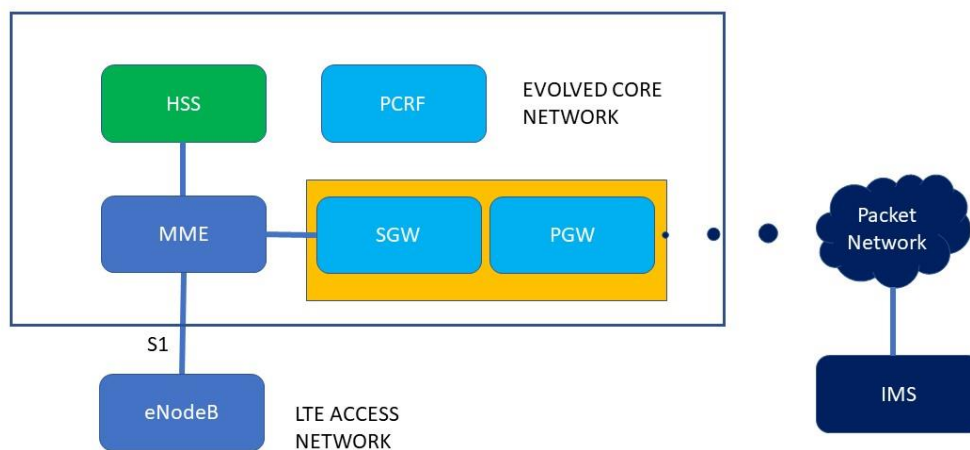 HSS
PCRF
EVOLVED CORE
NETWORK
MME
SGW
PGW
Packet
Network
S1
eNodeB
LTE ACCESS
NETWORK
IMS